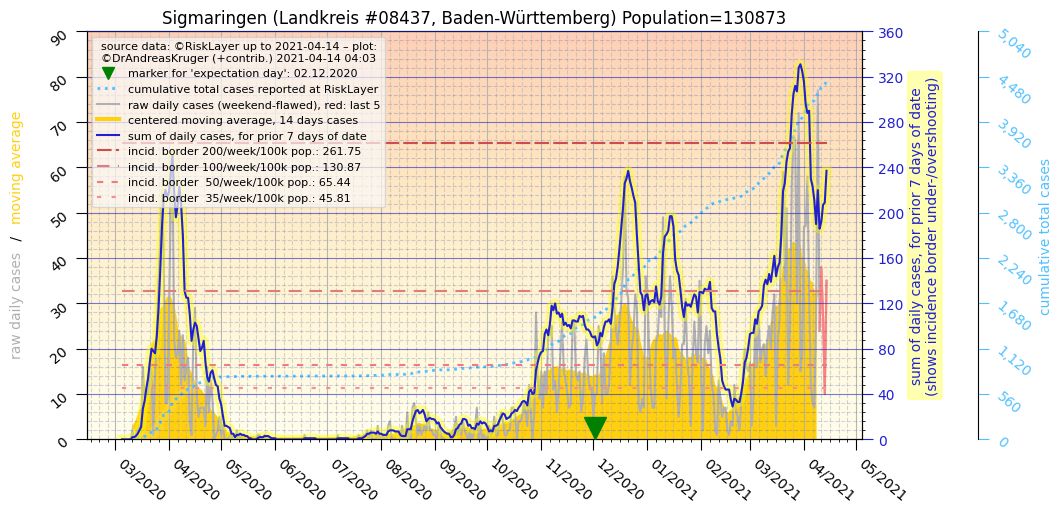 Sigmaringen (Landkreis #08437, Baden-Württemberg) Population=130873
source data: ©RiskLayer up to 2021-04-14 – plot:
©DrAndreasKruger (+contrib.) 2021-04-14 04:03
marker for 'expectation day': 02.12.2020
cumulative total cases reported at RiskLayer
raw daily cases (weekend-flawed), red: last 5
centered moving average, 14 days cases
sum of daily cases, for prior 7 days of date
incid. border 200/week/100k pop.: 261.75
incid. border 100/week/100k pop.: 130.87
incid. border  50/week/100k pop.: 65.44
incid. border  35/week/100k pop.: 45.81
raw daily cases  /  moving average
90
80
70
60
50
40
30
20
10
0
03/2020
04/2020
05/2020
06/2020
07/2020
08/2020
09/2020
10/2020
11/2020
12/2020
01/2021
02/2021
03/2021
04/2021
05/2021
360
320
280
240
200
160
120
80
40
0
sum of daily cases, for prior 7 days of date
(shows incidence border under-/overshooting)
5,040
4,480
3,920
3,360
2,800
2,240
1,680
1,120
560
0
cumulative total cases